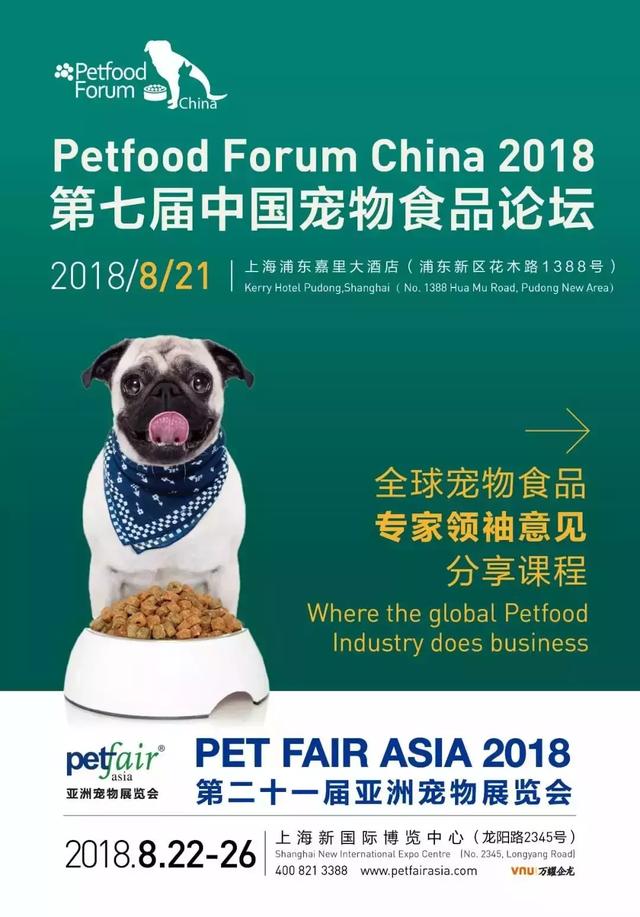 Petfood
Forum
China
Petfood Forum China 2018
第七届中国宠物食品论坛
2018/8/21
上海浦东嘉里大酒店（浦东新区花木路1388号）
Kerry Hotel Pudong,Shanghai（ No. 1388 Hua Mu Road, Pudong New Area）
全球宠物食品
专家领袖意见
分享课程
Where the global Petfood
Industry does business
petfair®
asia
亚洲宠物展览会
PET FAIR ASIA 2018
第二十一届亚洲宠物展览会
2018.8.22-26
上海新国际博览中心（龙阳路2345号）
Shanghai New International Expo Centre （No. 2345, Longyang Road)
400 821 3388 www.petfairasia.com
vnu 万耀企龙